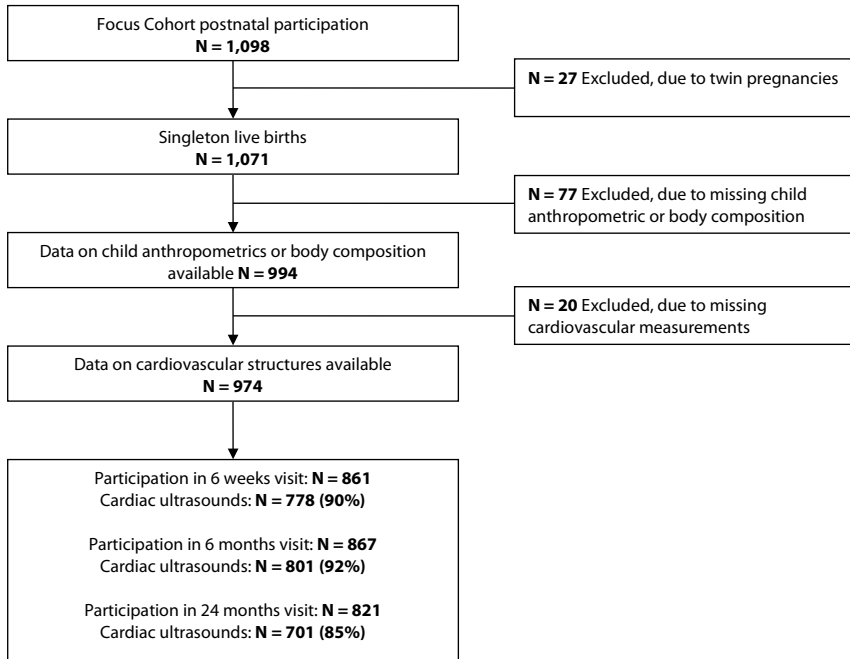 Focus Cohort postnatal participation
N = 1,098
N = 27 Excluded, due to twin pregnancies
Singleton live births
N = 1,071
N = 77 Excluded, due to missing child
anthropometric or body composition
Data on child anthropometrics or body composition
available N = 994
N = 20 Excluded, due to missing
cardiovascular measurements
Data on cardiovascular structures available
N = 974
Participation in 6 weeks visit: N = 861
Cardiac ultrasounds: N = 778 (90%)
Participation in 6 months visit: N = 867
Cardiac ultrasounds: N = 801 (92%)
Participation in 24 months visit: N = 821
Cardiac ultrasounds: N = 701 (85%)